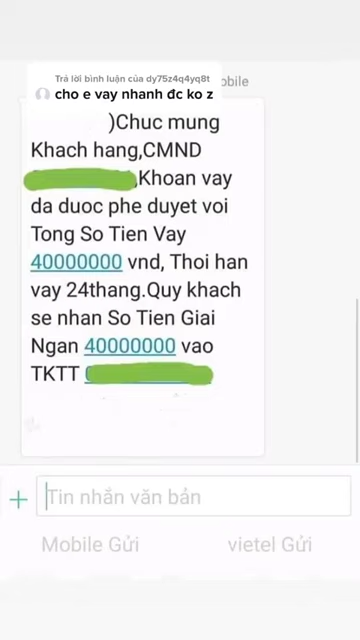 Trả lời bình luận của dy75z4q4yq8t
cho e vay nhanh đc ko z
obile
)Chuc mung
Khach hang,CMND
,Khoan vay
da duoc phe duyet voi
Tong So Tien Vay
40000000 vnd, Thoi han
vay 24thang.Quy khach
se nhan So Tien Giai
Ngan 40000000 vao
TKTT
Tin nhắn văn bản
Mobile Gửi
vietel Gửi